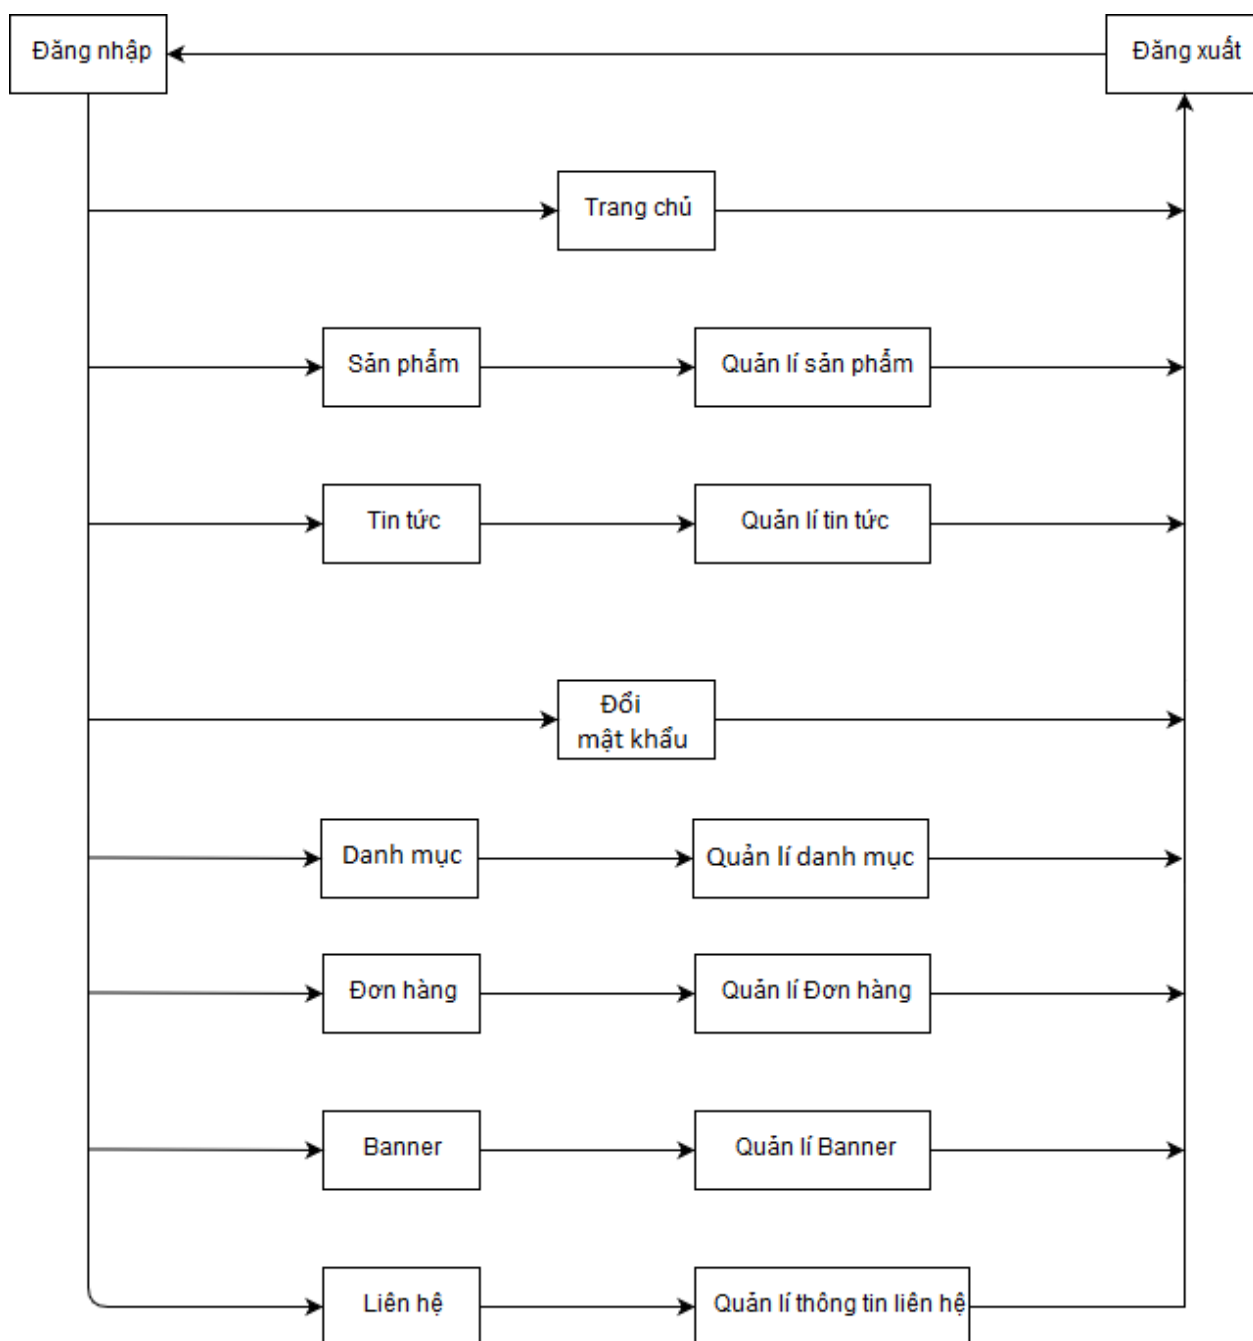 Đăng nhập
Đăng xuất
Trang chủ
Sản phẩm
Quản lí sản phẩm
Tin tức
Quản lí tin tức
Đổi
mật khẩu
Danh mục
Quản lí danh mục
Đơn hàng
Quản lí Đơn hàng
Banner
Quản lí Banner
Liên hệ
Quản lí thông tin liên hệ